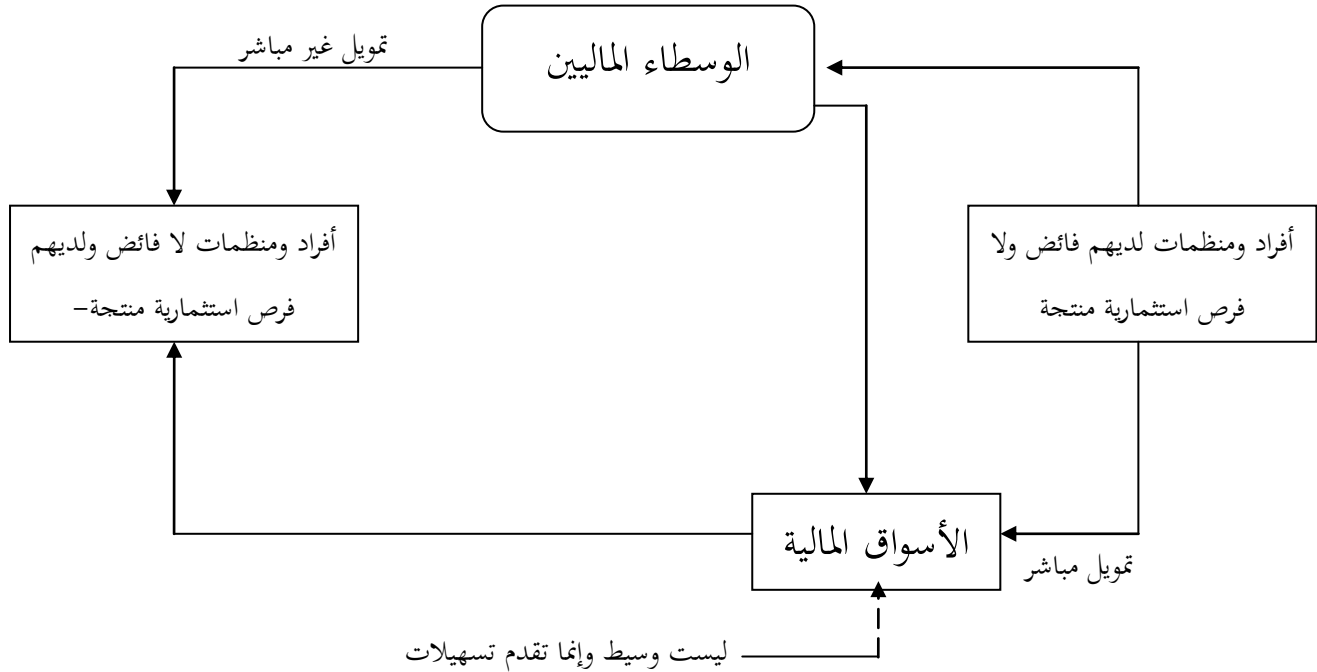 الوسطاء الماليين
تمويل غير مباشر
أفراد ومنظمات لديهم فائض ولا
فرص استثمارية منتجة
أفراد ومنظمات لا فائض ولديهم
فرص استثمارية منتجة–
الأسواق المالية
تمويل مباشر
ليست وسيط وإنما تقدم تسهيلات